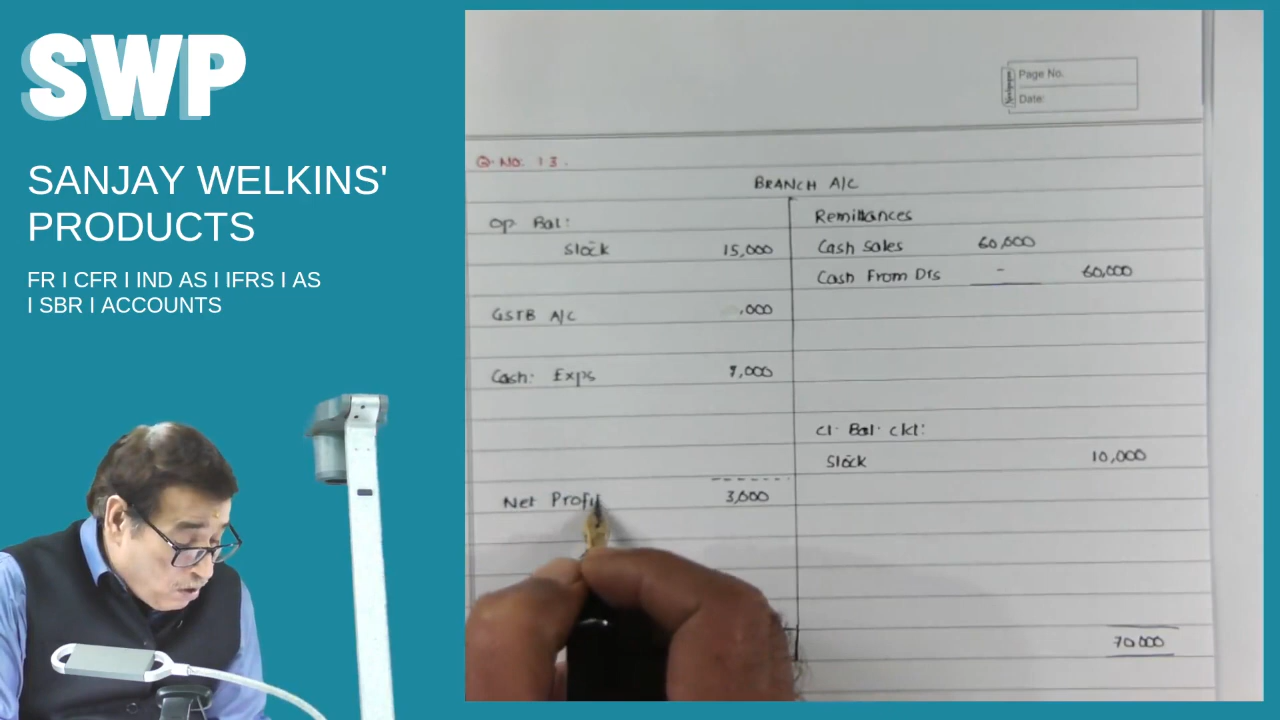 SWP
SANJAY WELKINS'
PRODUCTS
FR I CFR I IND AS I IFRS I AS
I SBR I ACCOUNTS
Page No.
Date:
Q. No. 13.
BRANCH A/C
Op Bal:
Stock 15,000
GSTB A/C ,000
Cash: Exps 7,000
Net Profit 3,000
Remittances
Cash Sales 60,000
Cash From Drs - 60,000
Cl. Bal. ckt:
Stock 10,000
70000